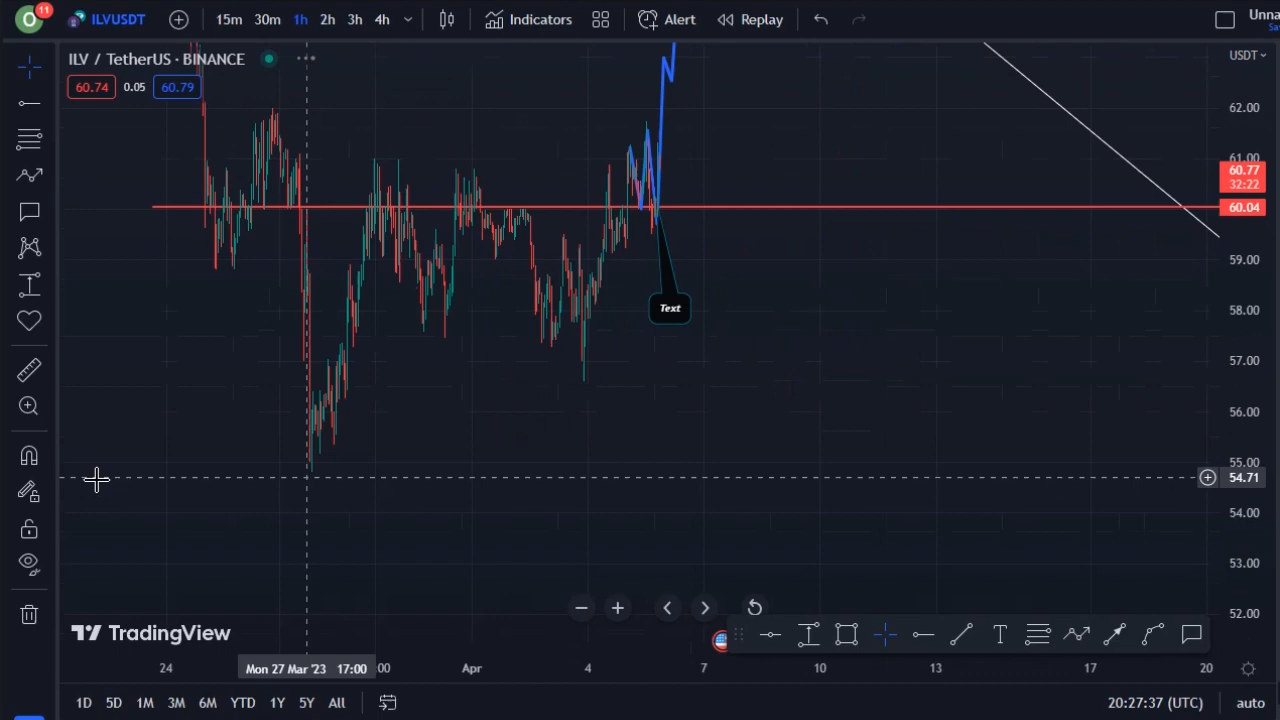 O 11 ILVUSDT 15m 30m 1h 2h 3h 4h Indicators Alert Replay Unna
ILV / TetherUS · BINANCE USDT
60.74 0.05 60.79
62.00
61.00
60.77
32:22
60.04
59.00
58.00
Text
57.00
56.00
55.00
54.71
54.00
53.00
52.00
TradingView
24 Mon 27 Mar '23 17:00 :00 Apr 4 7 10 13 17 20
1D 5D 1M 3M 6M YTD 1Y 5Y All 20:27:37 (UTC) auto